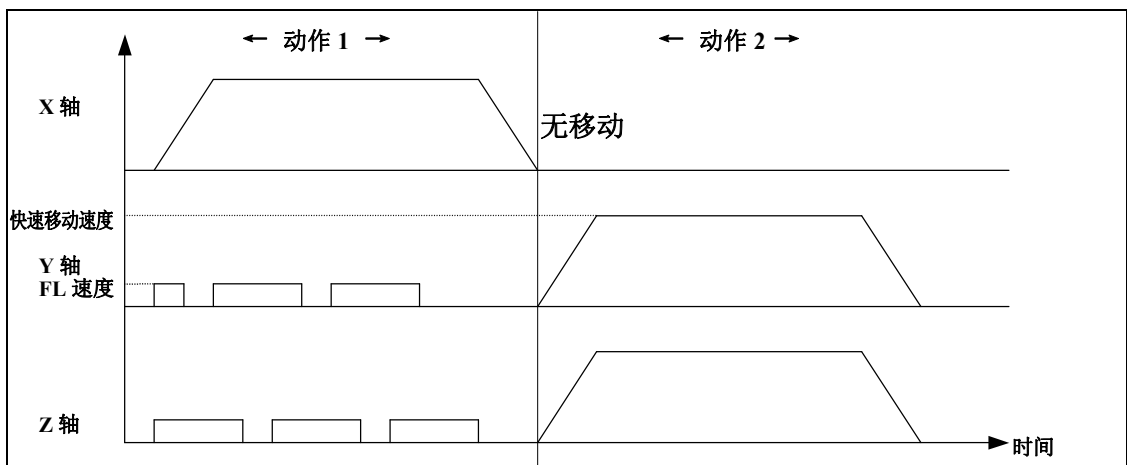 ← 动作 1 →
← 动作 2 →
X 轴
无移动
快速移动速度
Y 轴
FL 速度
Z 轴
时间